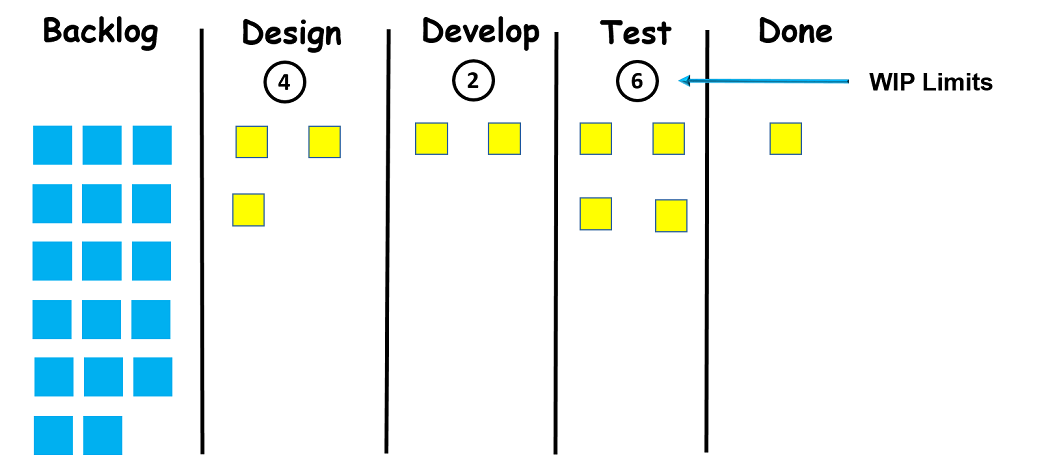 Backlog
Design
Develop
Test
Done
4
2
6
WIP Limits